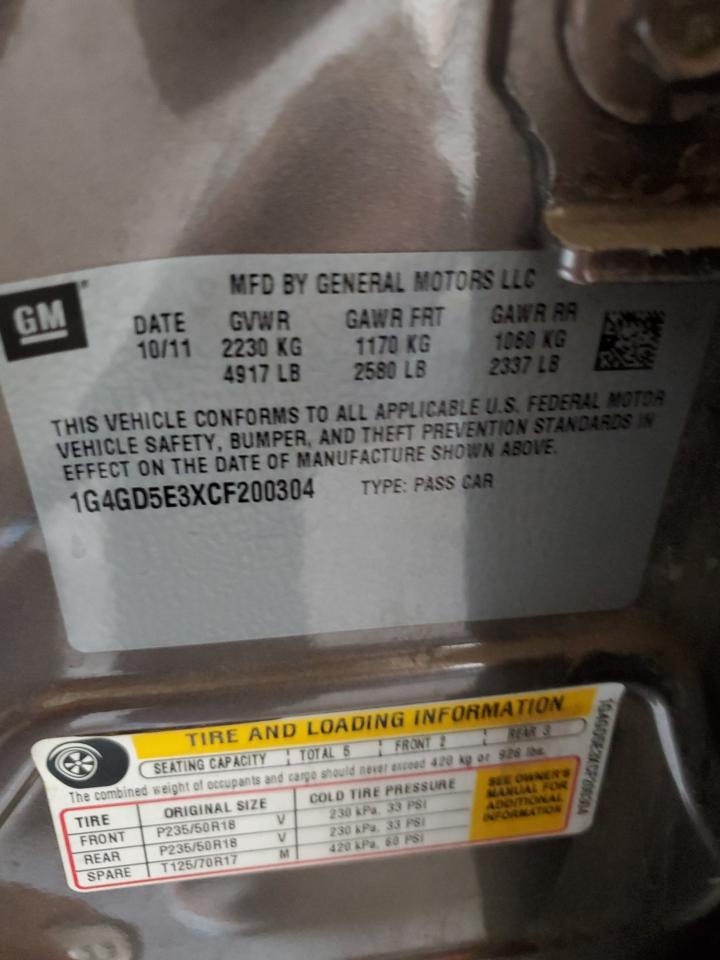 GM
MFD BY GENERAL MOTORS LLC
DATE GVWR GAWR FRT GAWR RR
10/11 2230 KG 1170 KG 1060 KG
4917 LB 2580 LB 2337 LB
THIS VEHICLE CONFORMS TO ALL APPLICABLE U.S. FEDERAL MOTOR
VEHICLE SAFETY, BUMPER, AND THEFT PREVENTION STANDARDS IN
EFFECT ON THE DATE OF MANUFACTURE SHOWN ABOVE.
1G4GD5E3XCF200304 TYPE: PASS CAR
TIRE AND LOADING INFORMATION
SEATING CAPACITY TOTAL 5 FRONT 2 REAR 3
The combined weight of occupants and cargo should never exceed 420 kg or 926 lbs.
TIRE ORIGINAL SIZE COLD TIRE PRESSURE
FRONT P235/50R18 V 230 kPa, 33 PSI
REAR P235/50R18 V 230 kPa, 33 PSI
SPARE T125/70R17 M 420 kPa, 60 PSI
SEE OWNER'S
MANUAL FOR
ADDITIONAL
INFORMATION
1G4GD5E3XCF200304